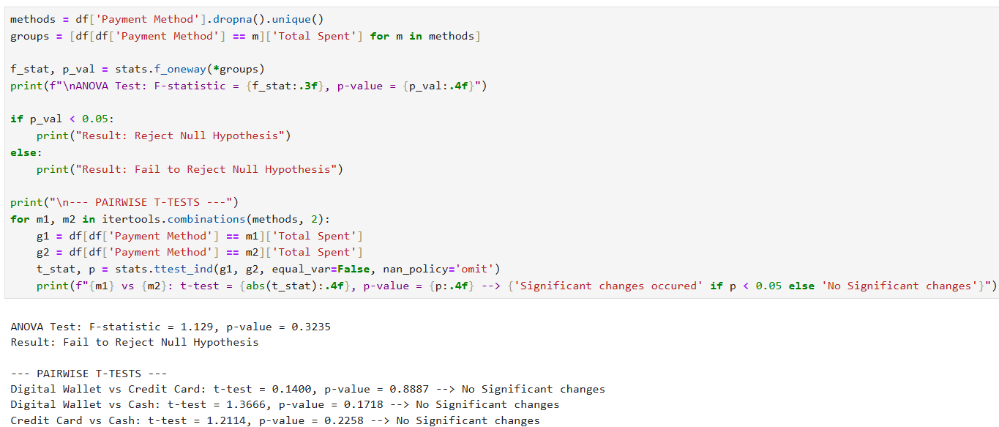 methods = df['Payment Method'].dropna().unique()
groups = [df[df['Payment Method'] == m]['Total Spent'] for m in methods]
f_stat, p_val = stats.f_oneway(*groups)
print(f"\nANOVA Test: F-statistic = {f_stat:.3f}, p-value = {p_val:.4f}")
if p_val < 0.05:
    print("Result: Reject Null Hypothesis")
else:
    print("Result: Fail to Reject Null Hypothesis")
print("\n--- PAIRWISE T-TESTS ---")
for m1, m2 in itertools.combinations(methods, 2):
    g1 = df[df['Payment Method'] == m1]['Total Spent']
    g2 = df[df['Payment Method'] == m2]['Total Spent']
    t_stat, p = stats.ttest_ind(g1, g2, equal_var=False, nan_policy='omit')
    print(f"{m1} vs {m2}: t-test = {abs(t_stat):.4f}, p-value = {p:.4f} --> {'Significant changes occured' if p < 0.05 else 'No Significant changes'}")
ANOVA Test: F-statistic = 1.129, p-value = 0.3235
Result: Fail to Reject Null Hypothesis
--- PAIRWISE T-TESTS ---
Digital Wallet vs Credit Card: t-test = 0.1400, p-value = 0.8887 --> No Significant changes
Digital Wallet vs Cash: t-test = 1.3666, p-value = 0.1718 --> No Significant changes
Credit Card vs Cash: t-test = 1.2114, p-value = 0.2258 --> No Significant changes